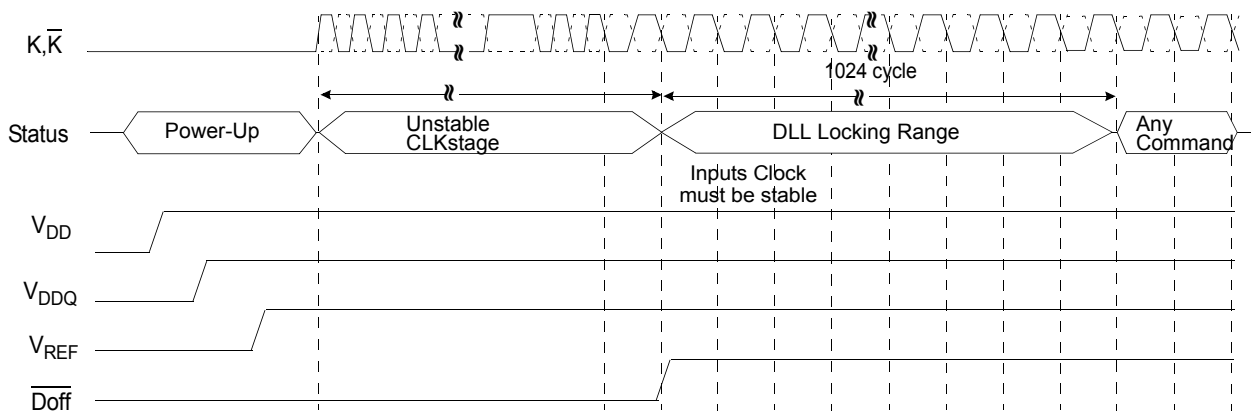 K,K̅
1024 cycle
Status
Power-Up
Unstable
CLKstage
DLL Locking Range
Any
Command
Inputs Clock
must be stable
VDD
VDDQ
VREF
D̅o̅f̅f̅